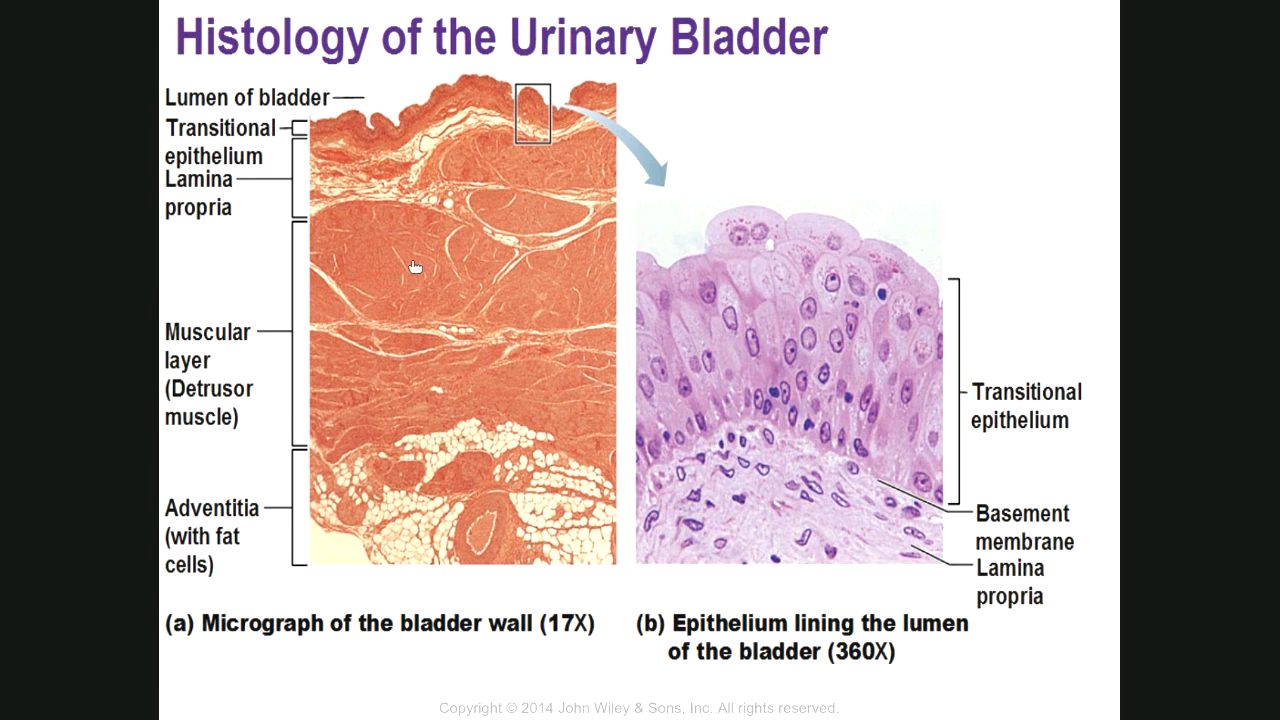 Histology of the Urinary Bladder
Lumen of bladder
Transitional
epithelium
Lamina
propria
Muscular
layer
(Detrusor
muscle)
Adventitia
(with fat
cells)
Transitional
epithelium
Basement
membrane
Lamina
propria
(a) Micrograph of the bladder wall (17X)
(b) Epithelium lining the lumen
of the bladder (360X)
Copyright © 2014 John Wiley & Sons, Inc. All rights reserved.